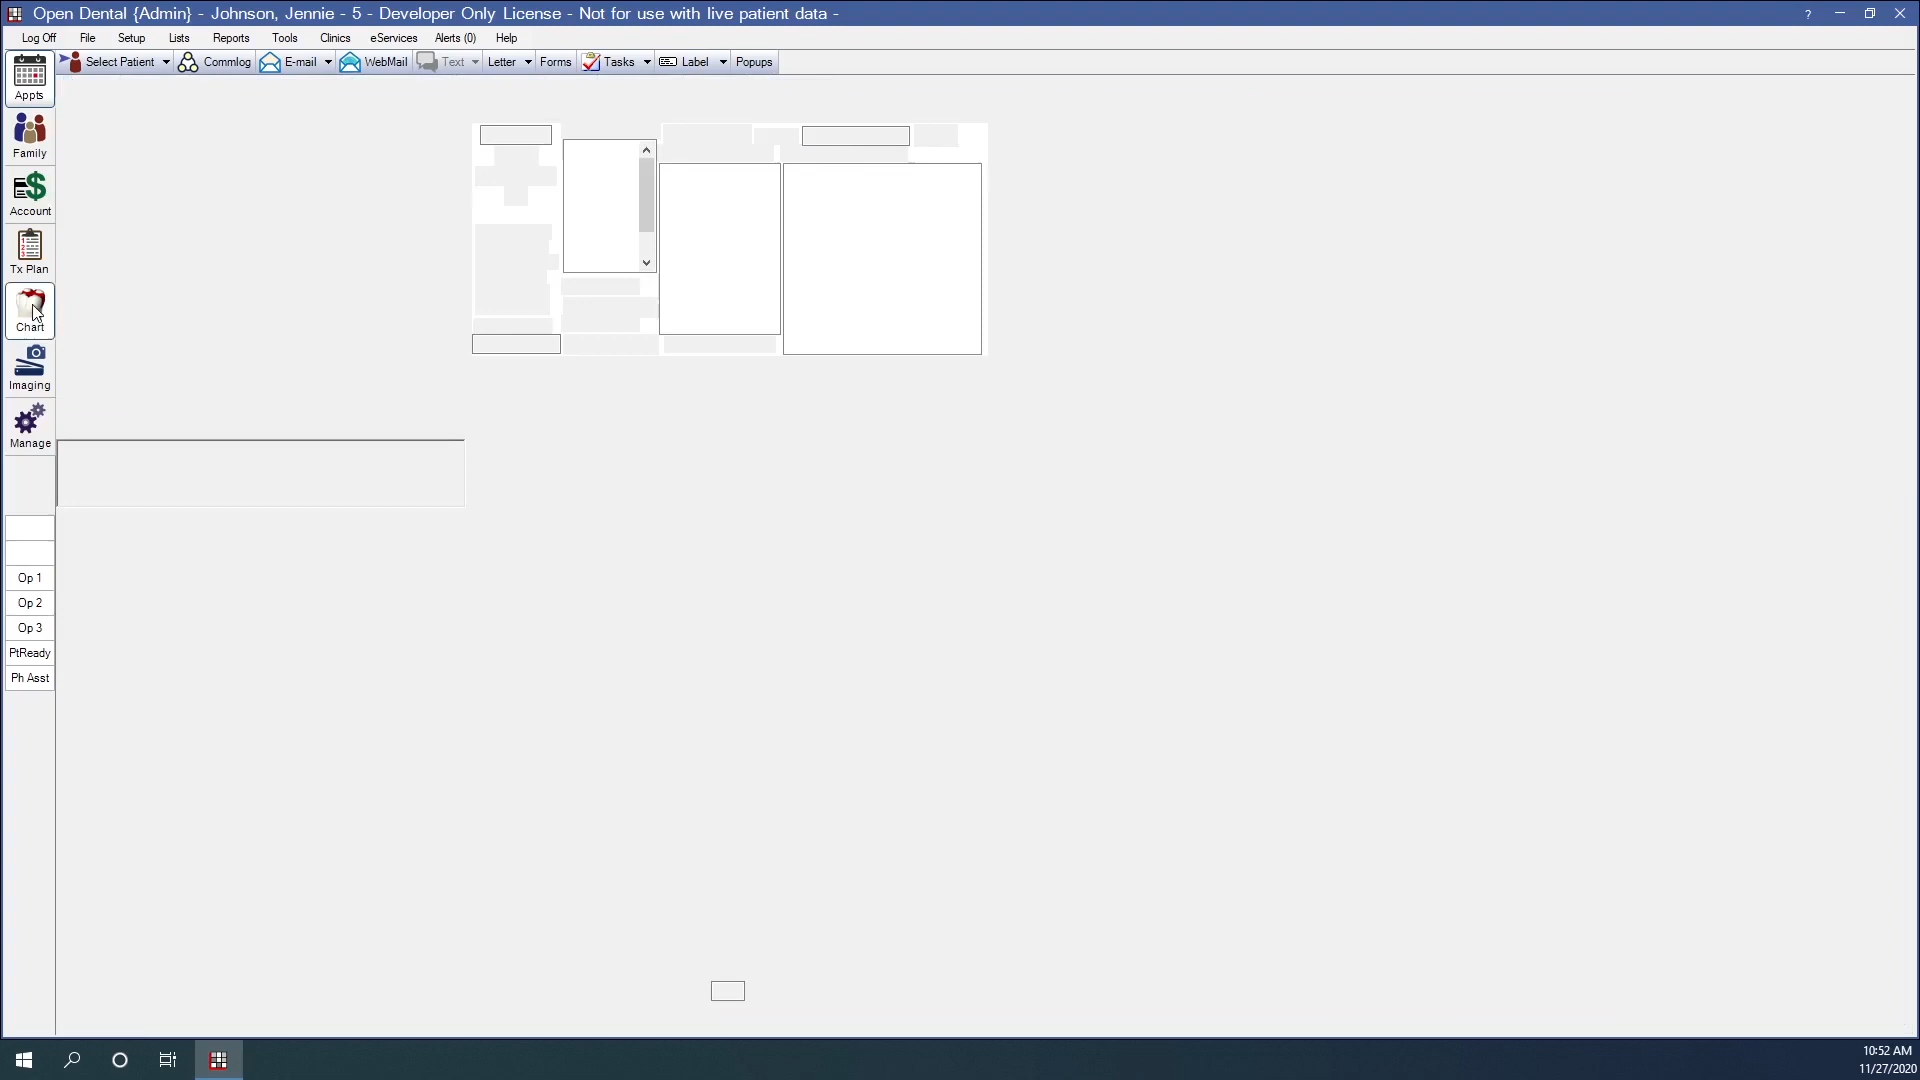 Open Dental {Admin} - Johnson, Jennie - 5 - Developer Only License - Not for use with live patient data -
Log Off File Setup Lists Reports Tools Clinics eServices Alerts (0) Help
Select Patient Commlog E-mail WebMail Text Letter Forms Tasks Label Popups
Appts
Family
Account
Tx Plan
Chart
Imaging
Manage
Op 1
Op 2
Op 3
PtReady
Ph Asst
10:52 AM
11/27/2020